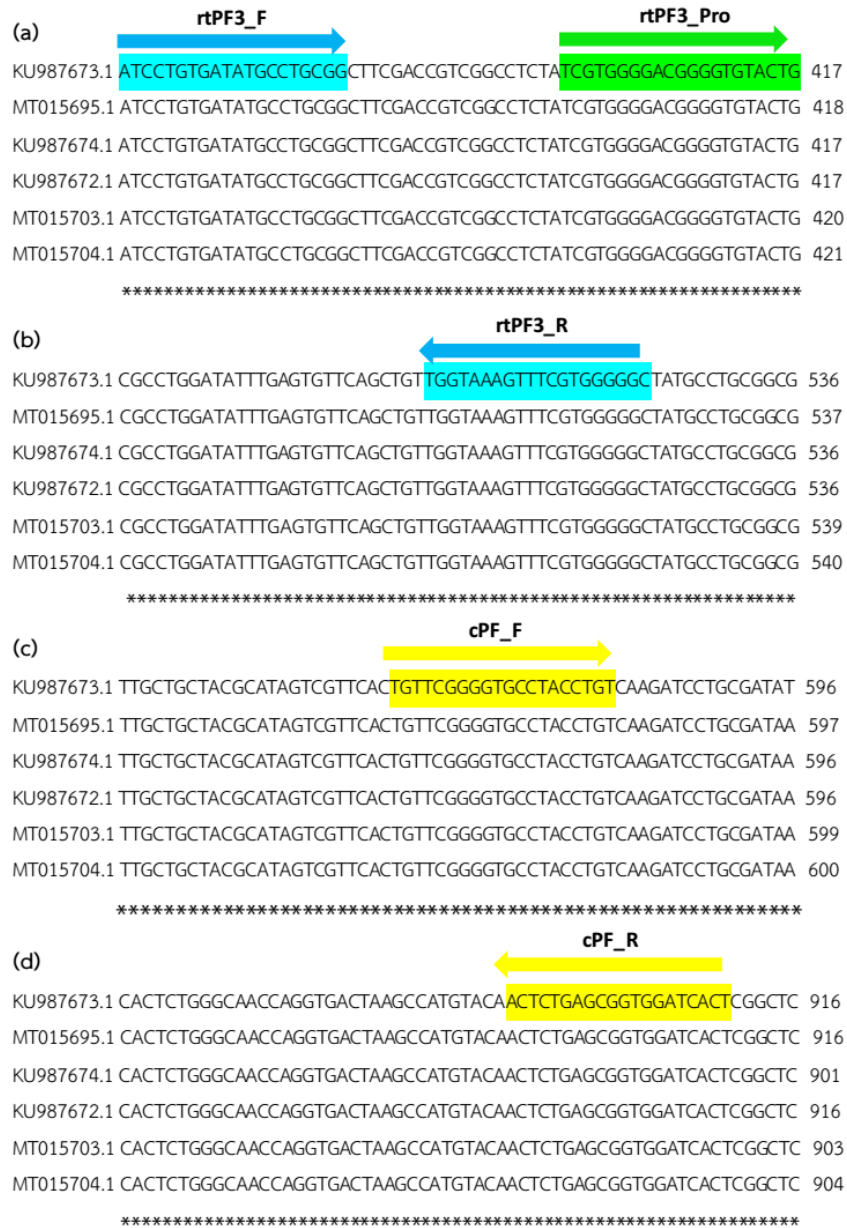 (a)
rtPF3_F rtPF3_Pro
KU987673.1 ATCCTGTGATATGCCTGCGGCTTCGACCGTCGGCCTCTATCGTGGGGACGGGGTGTACTG 417
MT015695.1 ATCCTGTGATATGCCTGCGGCTTCGACCGTCGGCCTCTATCGTGGGGACGGGGTGTACTG 418
KU987674.1 ATCCTGTGATATGCCTGCGGCTTCGACCGTCGGCCTCTATCGTGGGGACGGGGTGTACTG 417
KU987672.1 ATCCTGTGATATGCCTGCGGCTTCGACCGTCGGCCTCTATCGTGGGGACGGGGTGTACTG 417
MT015703.1 ATCCTGTGATATGCCTGCGGCTTCGACCGTCGGCCTCTATCGTGGGGACGGGGTGTACTG 420
MT015704.1 ATCCTGTGATATGCCTGCGGCTTCGACCGTCGGCCTCTATCGTGGGGACGGGGTGTACTG 421
************************************************************
(b)
rtPF3_R
KU987673.1 CGCCTGGATATTTGAGTGTTCAGCTGTTGGTAAAGTTTCGTGGGGGCTATGCCTGCGGCG 536
MT015695.1 CGCCTGGATATTTGAGTGTTCAGCTGTTGGTAAAGTTTCGTGGGGGCTATGCCTGCGGCG 537
KU987674.1 CGCCTGGATATTTGAGTGTTCAGCTGTTGGTAAAGTTTCGTGGGGGCTATGCCTGCGGCG 536
KU987672.1 CGCCTGGATATTTGAGTGTTCAGCTGTTGGTAAAGTTTCGTGGGGGCTATGCCTGCGGCG 536
MT015703.1 CGCCTGGATATTTGAGTGTTCAGCTGTTGGTAAAGTTTCGTGGGGGCTATGCCTGCGGCG 539
MT015704.1 CGCCTGGATATTTGAGTGTTCAGCTGTTGGTAAAGTTTCGTGGGGGCTATGCCTGCGGCG 540
************************************************************
(c)
cPF_F
KU987673.1 TTGCTGCTACGCATAGTCGTTCACTGTTCGGGGTGCCTACCTGTCAAGATCCTGCGATAT 596
MT015695.1 TTGCTGCTACGCATAGTCGTTCACTGTTCGGGGTGCCTACCTGTCAAGATCCTGCGATAA 597
KU987674.1 TTGCTGCTACGCATAGTCGTTCACTGTTCGGGGTGCCTACCTGTCAAGATCCTGCGATAA 596
KU987672.1 TTGCTGCTACGCATAGTCGTTCACTGTTCGGGGTGCCTACCTGTCAAGATCCTGCGATAA 596
MT015703.1 TTGCTGCTACGCATAGTCGTTCACTGTTCGGGGTGCCTACCTGTCAAGATCCTGCGATAA 599
MT015704.1 TTGCTGCTACGCATAGTCGTTCACTGTTCGGGGTGCCTACCTGTCAAGATCCTGCGATAA 600
************************************************************
(d)
cPF_R
KU987673.1 CACTCTGGGCAACCAGGTGACTAAGCCATGTACAACTCTGAGCGGTGGATCACTCGGCTC 916
MT015695.1 CACTCTGGGCAACCAGGTGACTAAGCCATGTACAACTCTGAGCGGTGGATCACTCGGCTC 916
KU987674.1 CACTCTGGGCAACCAGGTGACTAAGCCATGTACAACTCTGAGCGGTGGATCACTCGGCTC 901
KU987672.1 CACTCTGGGCAACCAGGTGACTAAGCCATGTACAACTCTGAGCGGTGGATCACTCGGCTC 916
MT015703.1 CACTCTGGGCAACCAGGTGACTAAGCCATGTACAACTCTGAGCGGTGGATCACTCGGCTC 903
MT015704.1 CACTCTGGGCAACCAGGTGACTAAGCCATGTACAACTCTGAGCGGTGGATCACTCGGCTC 904
************************************************************